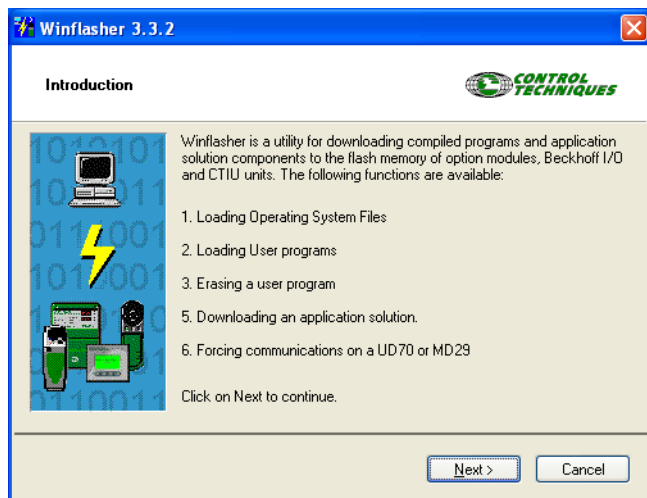 Winflasher 3.3.2
Introduction
CONTROL
TECHNIQUES
Winflasher is a utility for downloading compiled programs and application
solution components to the flash memory of option modules, Beckhoff I/O
and CTIU units. The following functions are available:
1. Loading Operating System Files
2. Loading User programs
3. Erasing a user program
5. Downloading an application solution.
6. Forcing communications on a UD70 or MD29
Click on Next to continue.
Next >
Cancel